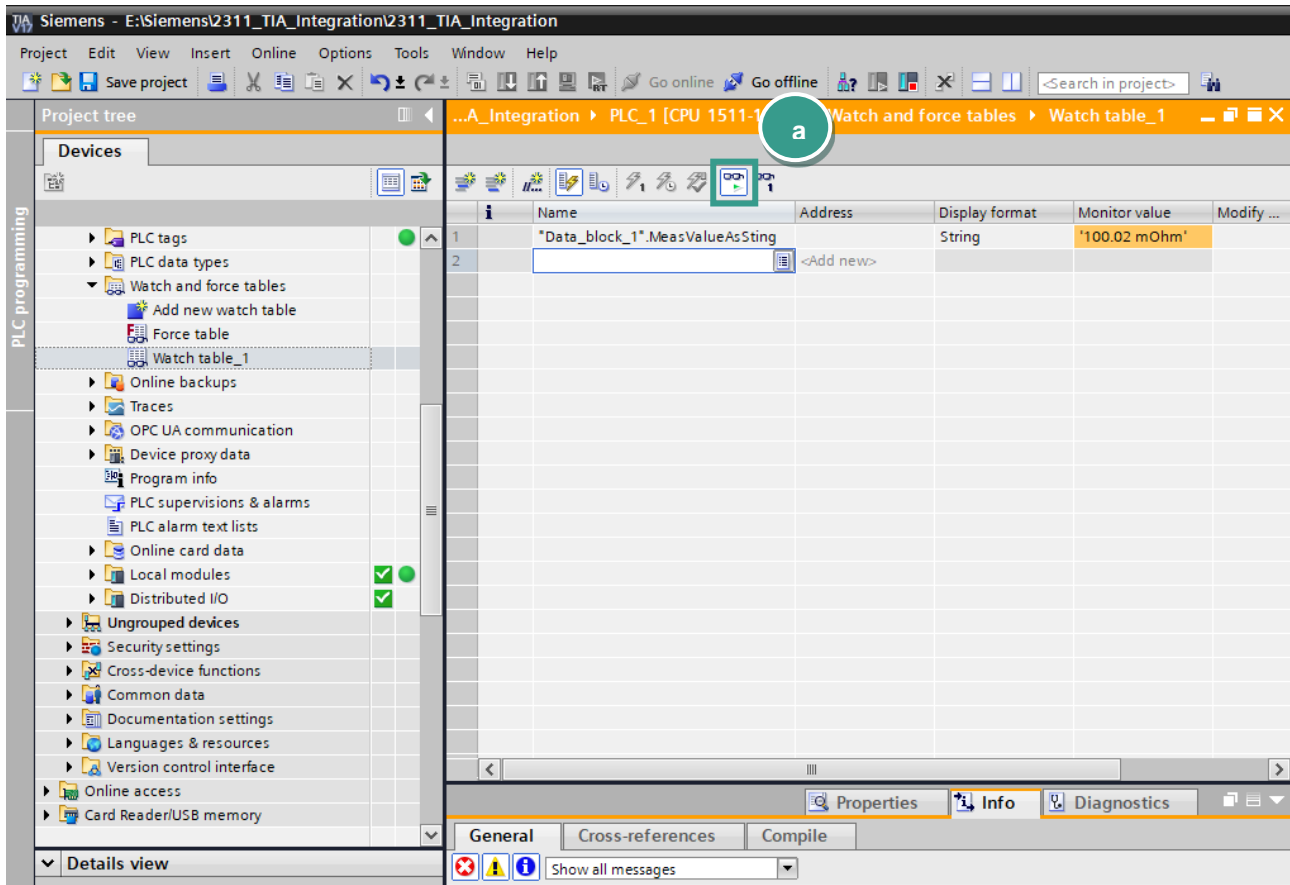 TIA V17 Siemens - E:\Siemens\2311_TIA_Integration\2311_TIA_Integration
Project Edit View Insert Online Options Tools Window Help
Save project Go online Go offline <Search in project>
Project tree
...A_Integration PLC_1 [CPU 1511-1 Watch and force tables Watch table_1
a
Devices
PLC programming
i Name Address Display format Monitor value Modify ...
1 "Data_block_1".MeasValueAsSting String '100.02 mOhm'
2 <Add new>
PLC tags
PLC data types
Watch and force tables
Add new watch table
Force table
Watch table_1
Online backups
Traces
OPC UA communication
Device proxy data
Program info
PLC supervisions & alarms
PLC alarm text lists
Online card data
Local modules
Distributed I/O
Ungrouped devices
Security settings
Cross-device functions
Common data
Documentation settings
Languages & resources
Version control interface
Online access
Card Reader/USB memory
Details view
Properties Info Diagnostics
General Cross-references Compile
Show all messages